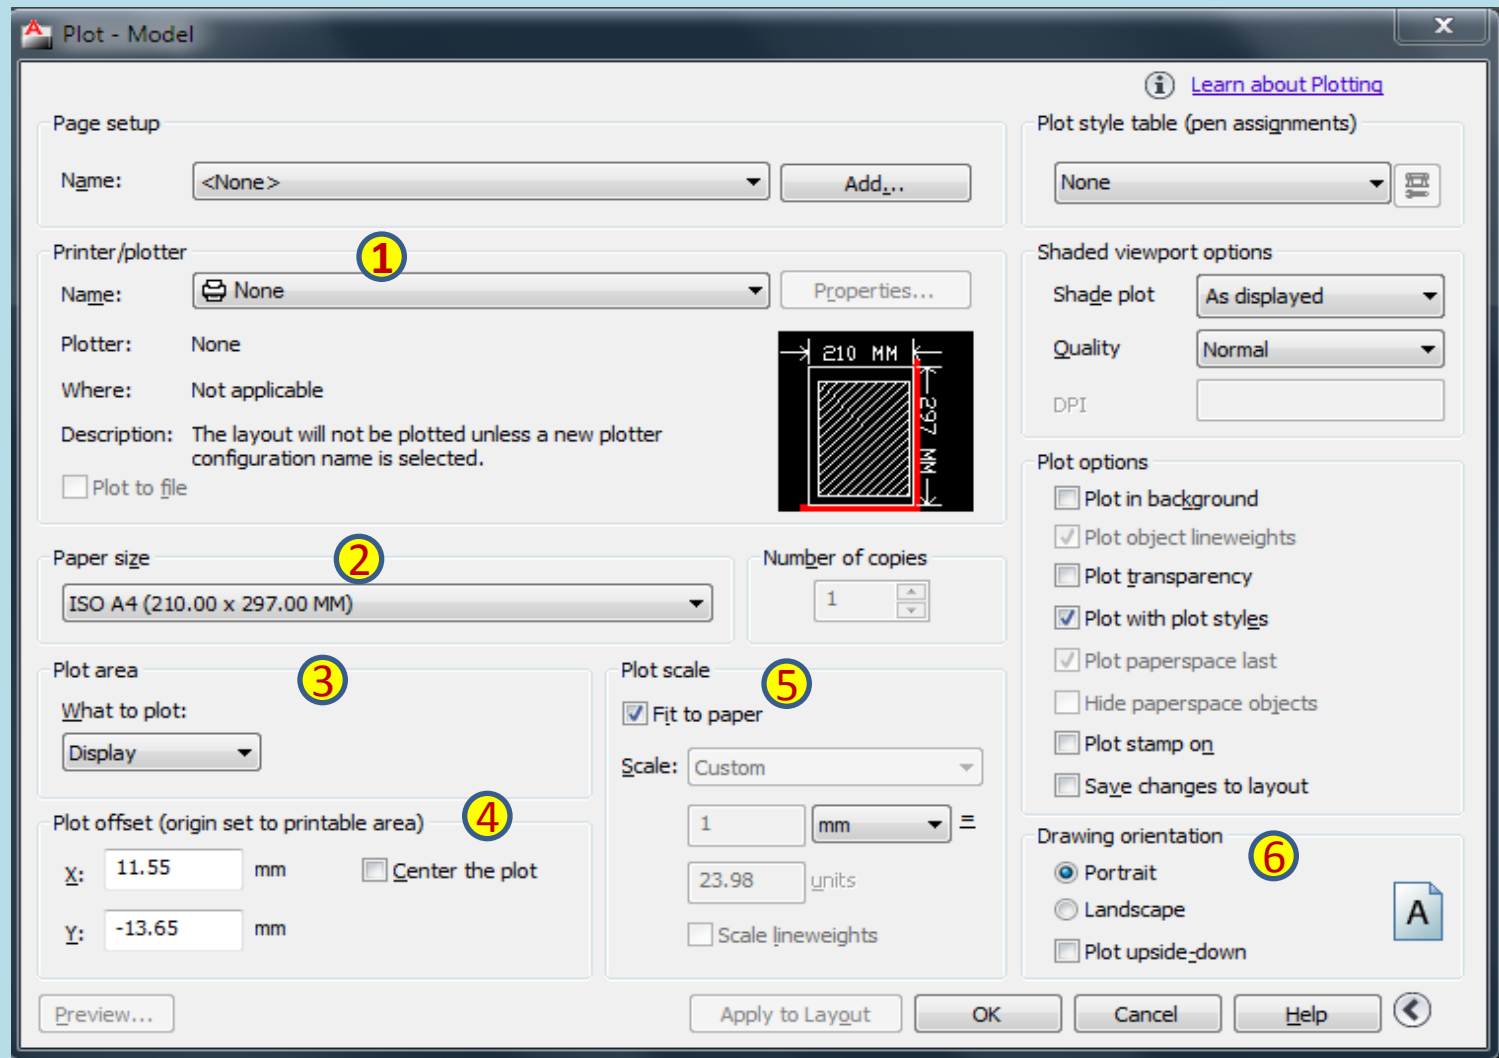 Plot - Model
Learn about Plotting
Page setup
Name: <None> Add...
Plot style table (pen assignments)
None
Printer/plotter 1
Name: None Properties...
Plotter: None
Where: Not applicable
Description: The layout will not be plotted unless a new plotter
configuration name is selected.
Plot to file
210 MM
297 MM
Shaded viewport options
Shade plot As displayed
Quality Normal
DPI
Paper size 2
ISO A4 (210.00 x 297.00 MM)
Number of copies
1
Plot options
Plot in background
Plot object lineweights
Plot transparency
Plot with plot styles
Plot paperspace last
Hide paperspace objects
Plot stamp on
Save changes to layout
Plot area 3
What to plot:
Display
Plot offset (origin set to printable area) 4
X: 11.55 mm Center the plot
Y: -13.65 mm
Plot scale 5
Fit to paper
Scale: Custom
1 mm =
23.98 units
Scale lineweights
Drawing orientation 6
Portrait
Landscape
Plot upside-down
A
Preview... Apply to Layout OK Cancel Help